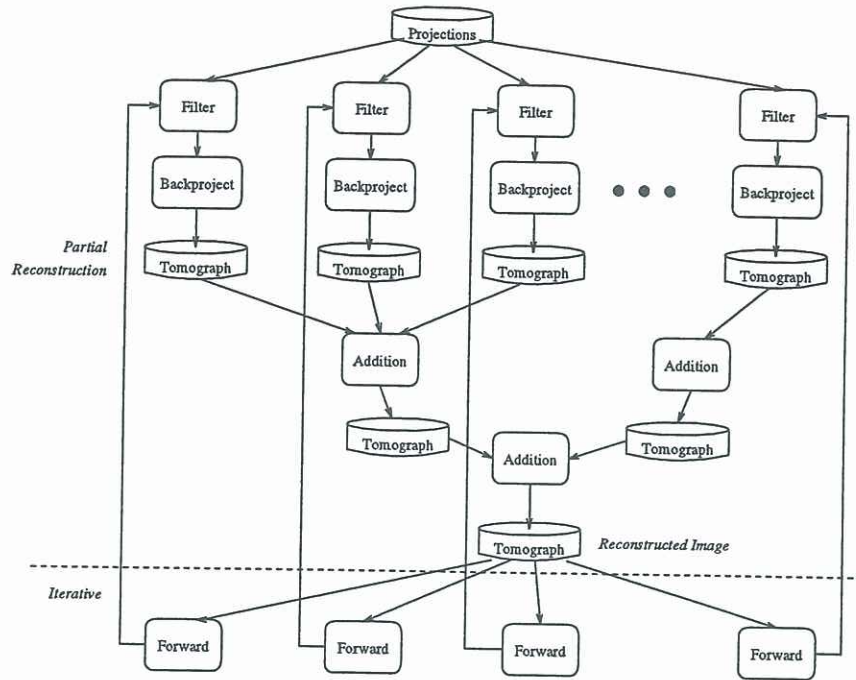 Projections
Filter
Filter
Filter
Filter
Backproject
Backproject
Backproject
Backproject
Partial
Reconstruction
Tomograph
Tomograph
Tomograph
Tomograph
Addition
Addition
Tomograph
Tomograph
Addition
Tomograph
Reconstructed Image
Iterative
Forward
Forward
Forward
Forward